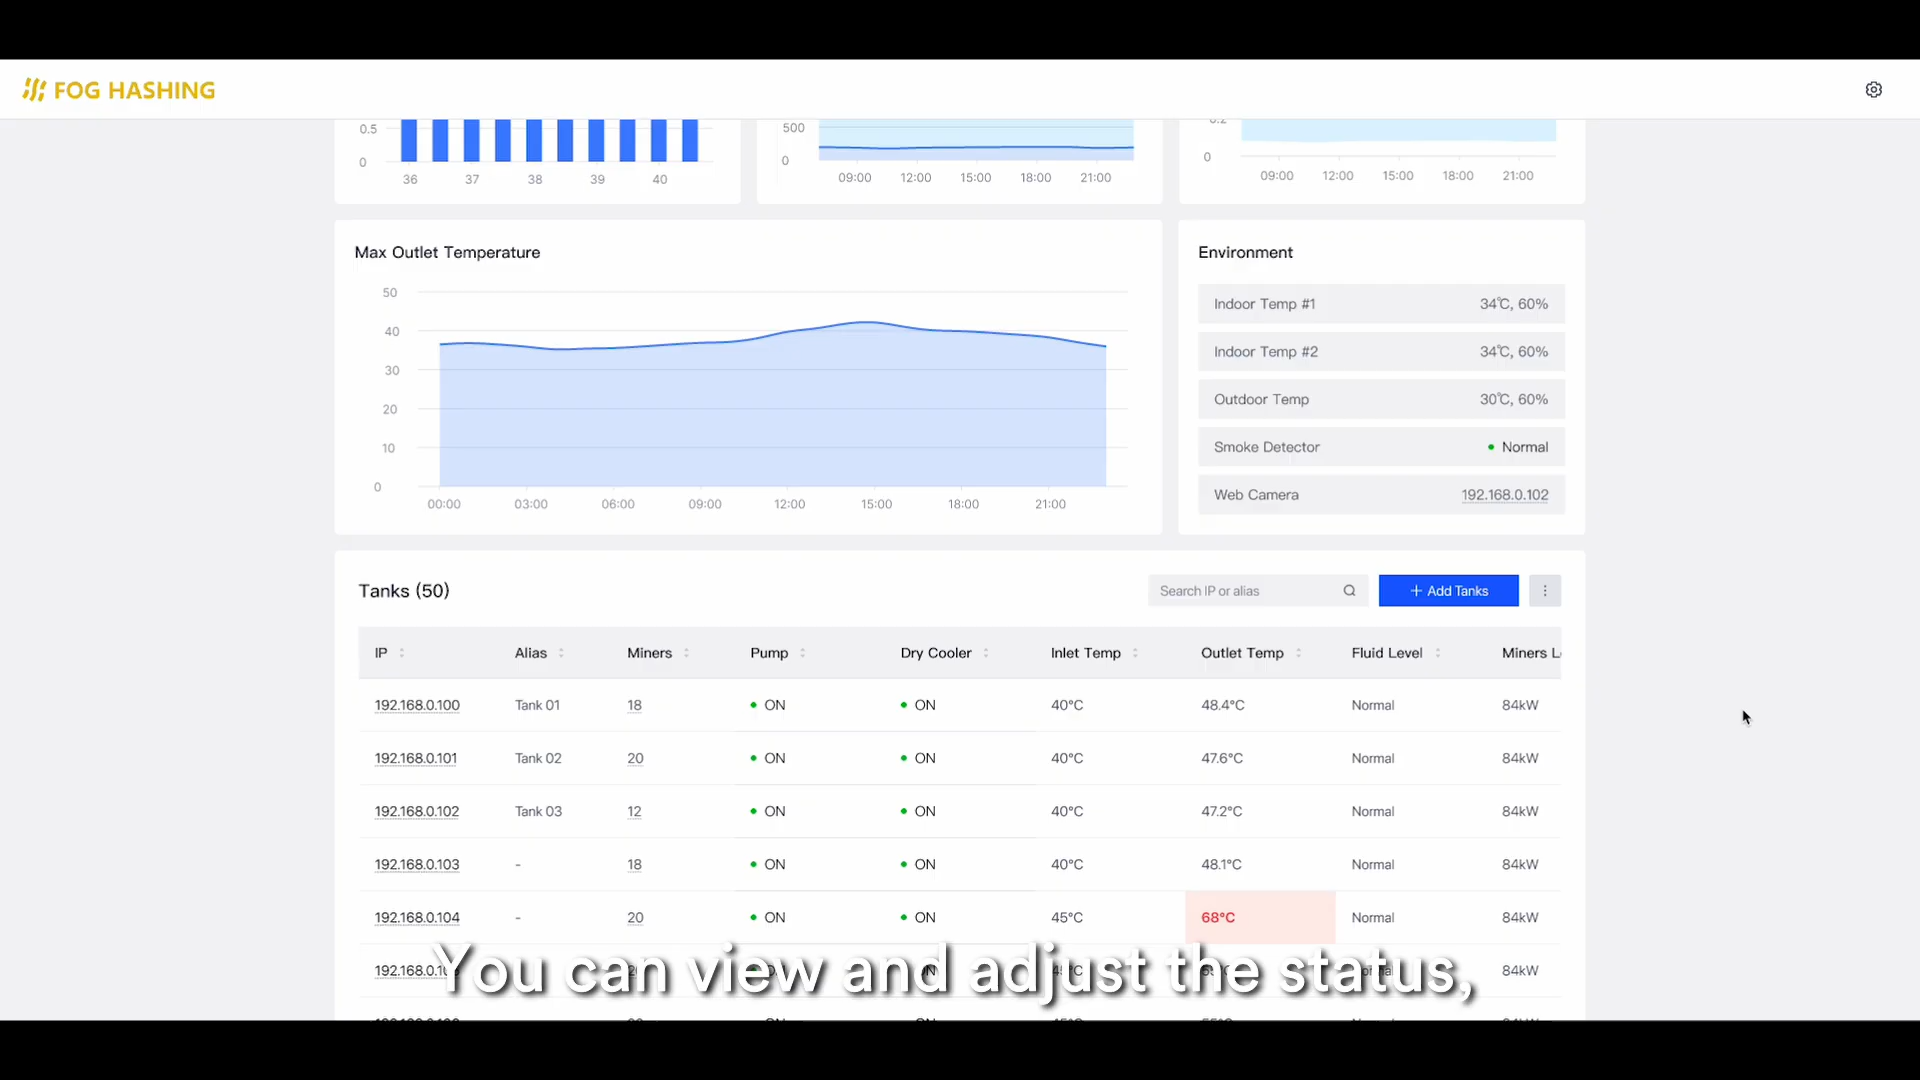 FOG HASHING
0.5
0
36 37 38 39 40
500
0
09:00 12:00 15:00 18:00 21:00
0
09:00 12:00 15:00 18:00 21:00
Max Outlet Temperature
50
40
30
20
10
0
00:00 03:00 06:00 09:00 12:00 15:00 18:00 21:00
Environment
Indoor Temp #1 34℃, 60%
Indoor Temp #2 34℃, 60%
Outdoor Temp 30℃, 60%
Smoke Detector Normal
Web Camera 192.168.0.102
Tanks (50)
Search IP or alias
+ Add Tanks
IP Alias Miners Pump Dry Cooler Inlet Temp Outlet Temp Fluid Level Miners
192.168.0.100 Tank 01 18 ON ON 40°C 48.4°C Normal 84kW
192.168.0.101 Tank 02 20 ON ON 40°C 47.6°C Normal 84kW
192.168.0.102 Tank 03 12 ON ON 40°C 47.2°C Normal 84kW
192.168.0.103 - 18 ON ON 40°C 48.1°C Normal 84kW
192.168.0.104 - 20 ON ON 45°C 68°C Normal 84kW
84kW
You can view and adjust the status,